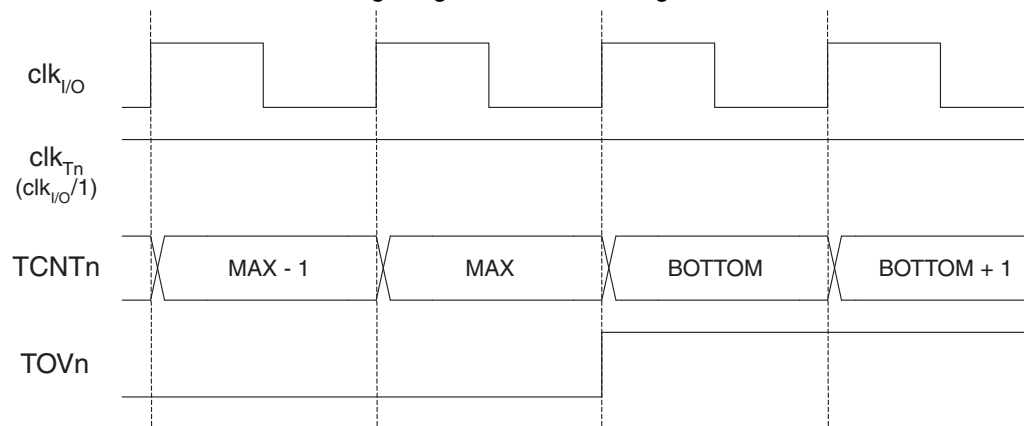 clkI/O
clkTn
(clkI/O/1)
TCNTn MAX - 1 MAX BOTTOM BOTTOM + 1
TOVn